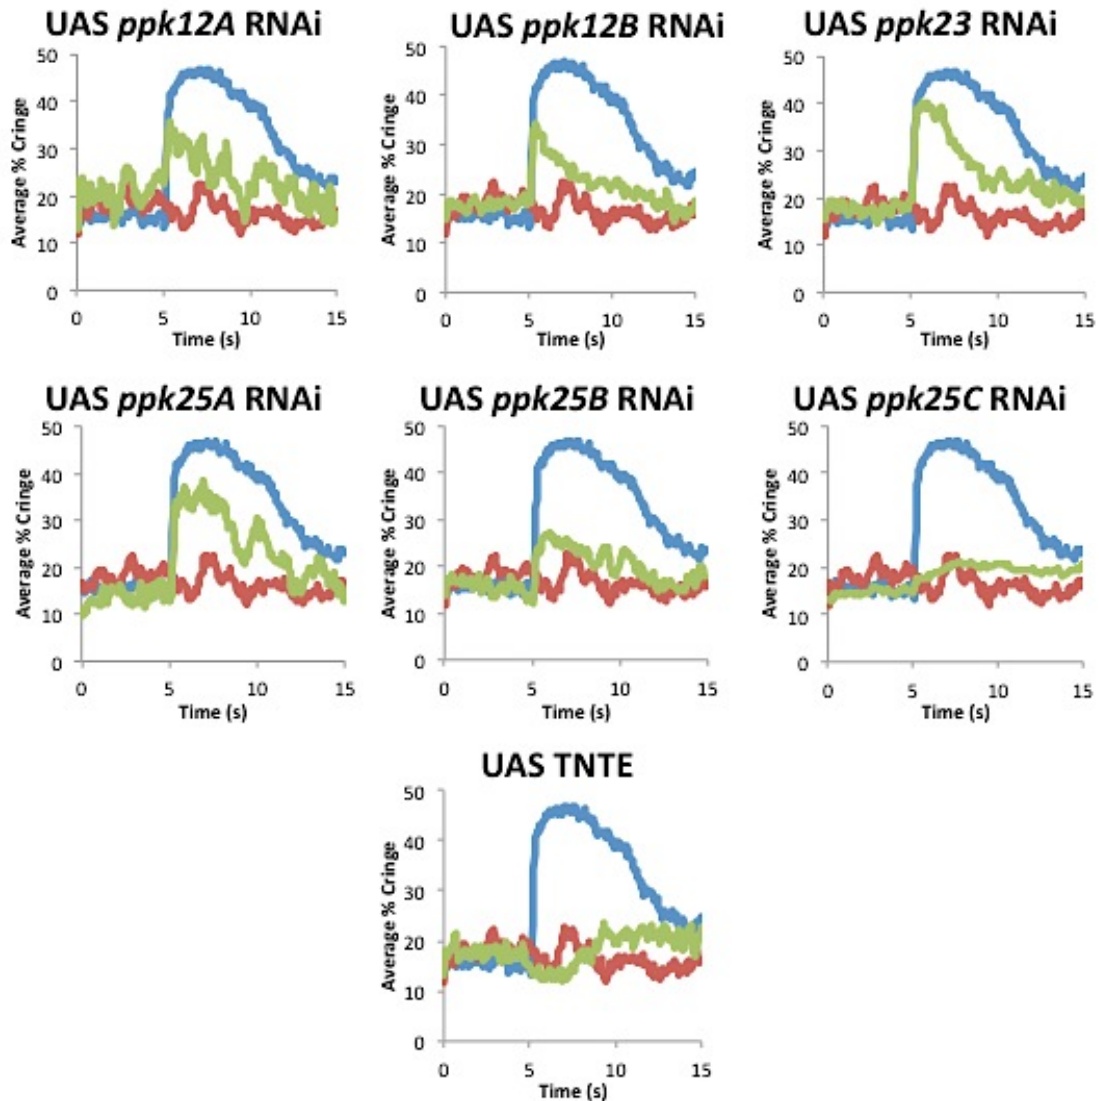 UAS ppk12A RNAi
Average % Cringe
50
40
30
20
10
0
0 5 10 15
Time (s)
UAS ppk12B RNAi
Average % Cringe
50
40
30
20
10
0
0 5 10 15
Time (s)
UAS ppk23 RNAi
Average % Cringe
50
40
30
20
10
0
0 5 10 15
Time (s)
UAS ppk25A RNAi
Average % Cringe
50
40
30
20
10
0
0 5 10 15
Time (s)
UAS ppk25B RNAi
Average % Cringe
50
40
30
20
10
0
0 5 10 15
Time (s)
UAS ppk25C RNAi
Average % Cringe
50
40
30
20
10
0
0 5 10 15
Time (s)
UAS TNTE
Average % Cringe
50
40
30
20
10
0
0 5 10 15
Time (s)